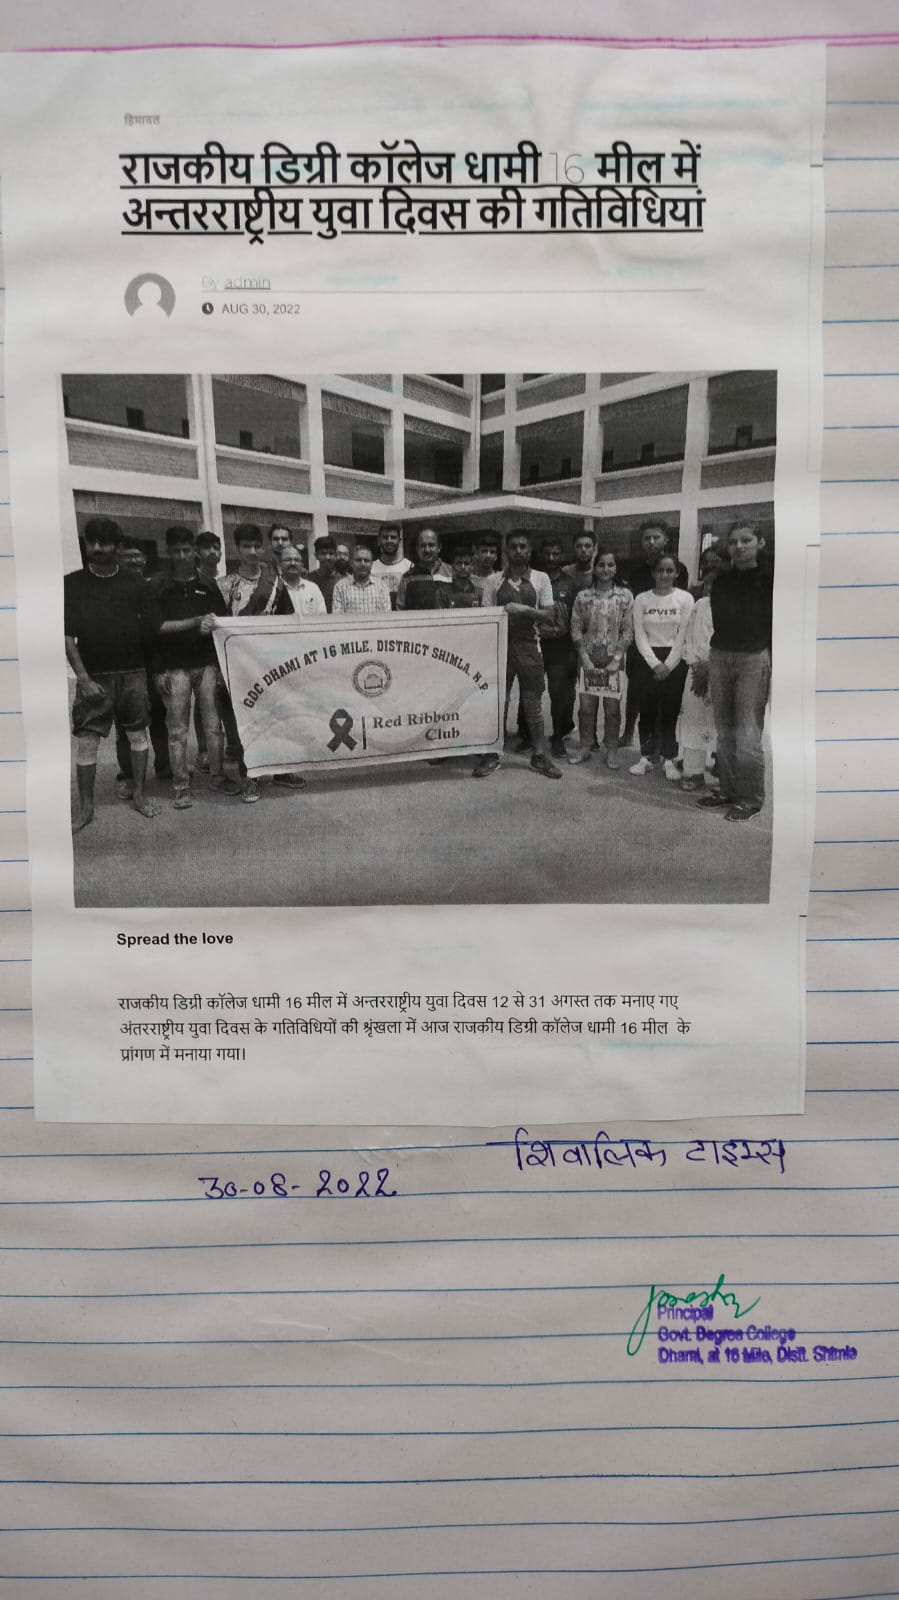 हिमाचल
राजकीय डिग्री कॉलेज धामी 16 मील में
अन्तरराष्ट्रीय युवा दिवस की गतिविधियां
By admin
AUG 30, 2022
GDC DHAMI AT 16 MILE, DISTRICT SHIMLA, H.P.
Red Ribbon
Club
LEVI'S
Spread the love
राजकीय डिग्री कॉलेज धामी 16 मील में अन्तरराष्ट्रीय युवा दिवस 12 से 31 अगस्त तक मनाए गए
अंतरराष्ट्रीय युवा दिवस के गतिविधियों की श्रृंखला में आज राजकीय डिग्री कॉलेज धामी 16 मील के
प्रांगण में मनाया गया।
शिवालिक टाइम्स
30-08-2022
Principal
Govt. Degree College
Dhami, at 16 Mile, Distt. Shimla